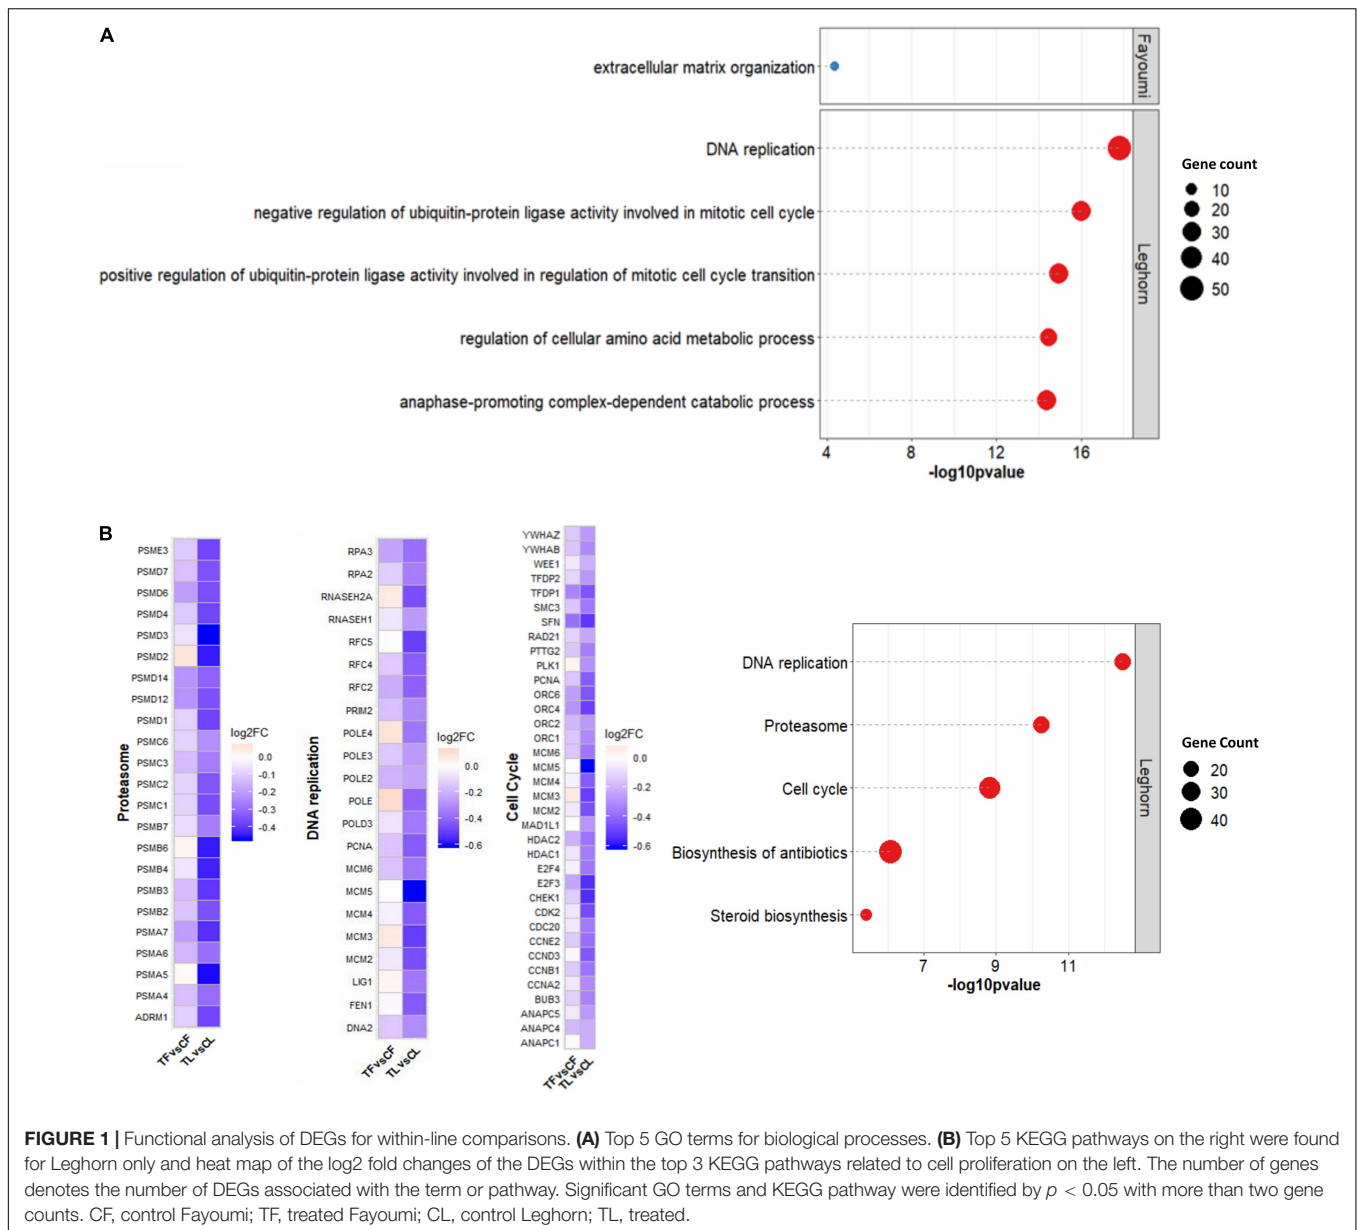 A
extracellular matrix organization
Fayoumi
DNA replication
negative regulation of ubiquitin-protein ligase activity involved in mitotic cell cycle
positive regulation of ubiquitin-protein ligase activity involved in regulation of mitotic cell cycle transition
regulation of cellular amino acid metabolic process
anaphase-promoting complex-dependent catabolic process
Leghorn
4 8 12 16
-log10pvalue
Gene count
10
20
30
40
50
B
Proteasome
PSME3
PSMD7
PSMD6
PSMD4
PSMD3
PSMD2
PSMD14
PSMD12
PSMD1
PSMC6
PSMC3
PSMC2
PSMC1
PSMB7
PSMB6
PSMB4
PSMB3
PSMB2
PSMA7
PSMA6
PSMA5
PSMA4
ADRM1
TFvsCF
TLvsCL
log2FC
0.0
-0.1
-0.2
-0.3
-0.4
DNA replication
RPA3
RPA2
RNASEH2A
RNASEH1
RFC5
RFC4
RFC2
PRIM2
POLE4
POLE3
POLE2
POLE
POLD3
PCNA
MCM6
MCM5
MCM4
MCM3
MCM2
LIG1
FEN1
DNA2
TFvsCF
TLvsCL
log2FC
0.0
-0.2
-0.4
-0.6
Cell Cycle
YWHAZ
YWHAB
WEE1
TFDP2
TFDP1
SMC3
SFN
RAD21
PTTG2
PLK1
PCNA
ORC6
ORC4
ORC2
ORC1
MCM6
MCM5
MCM4
MCM3
MCM2
MAD1L1
HDAC2
HDAC1
E2F4
E2F3
CHEK1
CDK2
CDC20
CCNE2
CCND3
CCNB1
CCNA2
BUB3
ANAPC5
ANAPC4
ANAPC1
TFvsCF
TLvsCL
log2FC
0.0
-0.2
-0.4
-0.6
DNA replication
Proteasome
Cell cycle
Biosynthesis of antibiotics
Steroid biosynthesis
Leghorn
7 9 11
-log10pvalue
Gene Count
20
30
40
FIGURE 1 | Functional analysis of DEGs for within-line comparisons. (A) Top 5 GO terms for biological processes. (B) Top 5 KEGG pathways on the right were found
for Leghorn only and heat map of the log2 fold changes of the DEGs within the top 3 KEGG pathways related to cell proliferation on the left. The number of genes
denotes the number of DEGs associated with the term or pathway. Significant GO terms and KEGG pathway were identified by p < 0.05 with more than two gene
counts. CF, control Fayoumi; TF, treated Fayoumi; CL, control Leghorn; TL, treated.